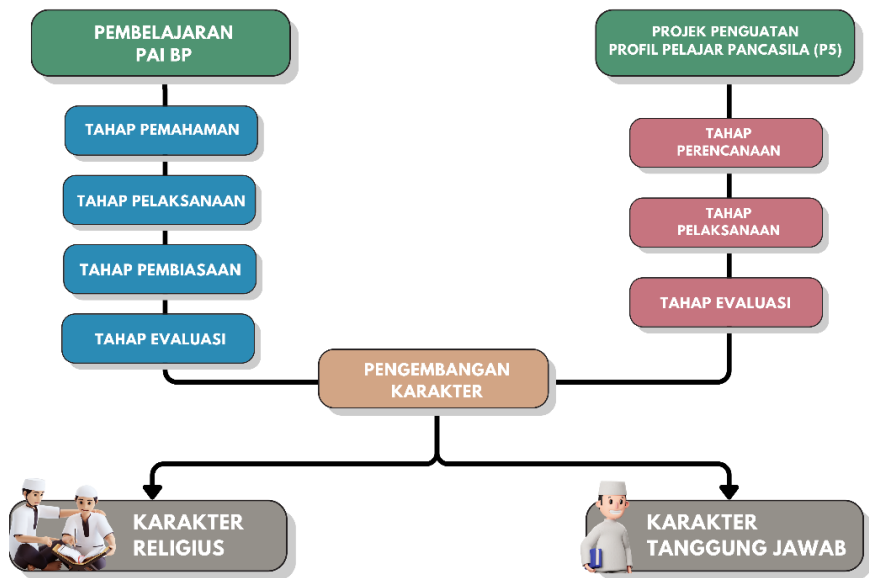 PEMBELAJARAN
PAI BP
TAHAP PEMAHAMAN
TAHAP PELAKSANAAN
TAHAP PEMBIASAAN
TAHAP EVALUASI
PROJEK PENGUATAN
PROFIL PELAJAR PANCASILA (P5)
TAHAP
PERENCANAAN
TAHAP
PELAKSANAAN
TAHAP EVALUASI
PENGEMBANGAN
KARAKTER
KARAKTER
RELIGIUS
KARAKTER
TANGGUNG JAWAB